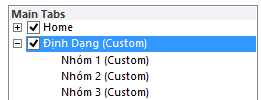 Main Tabs
Home
Định Dạng (Custom)
Nhóm 1 (Custom)
Nhóm 2 (Custom)
Nhóm 3 (Custom)